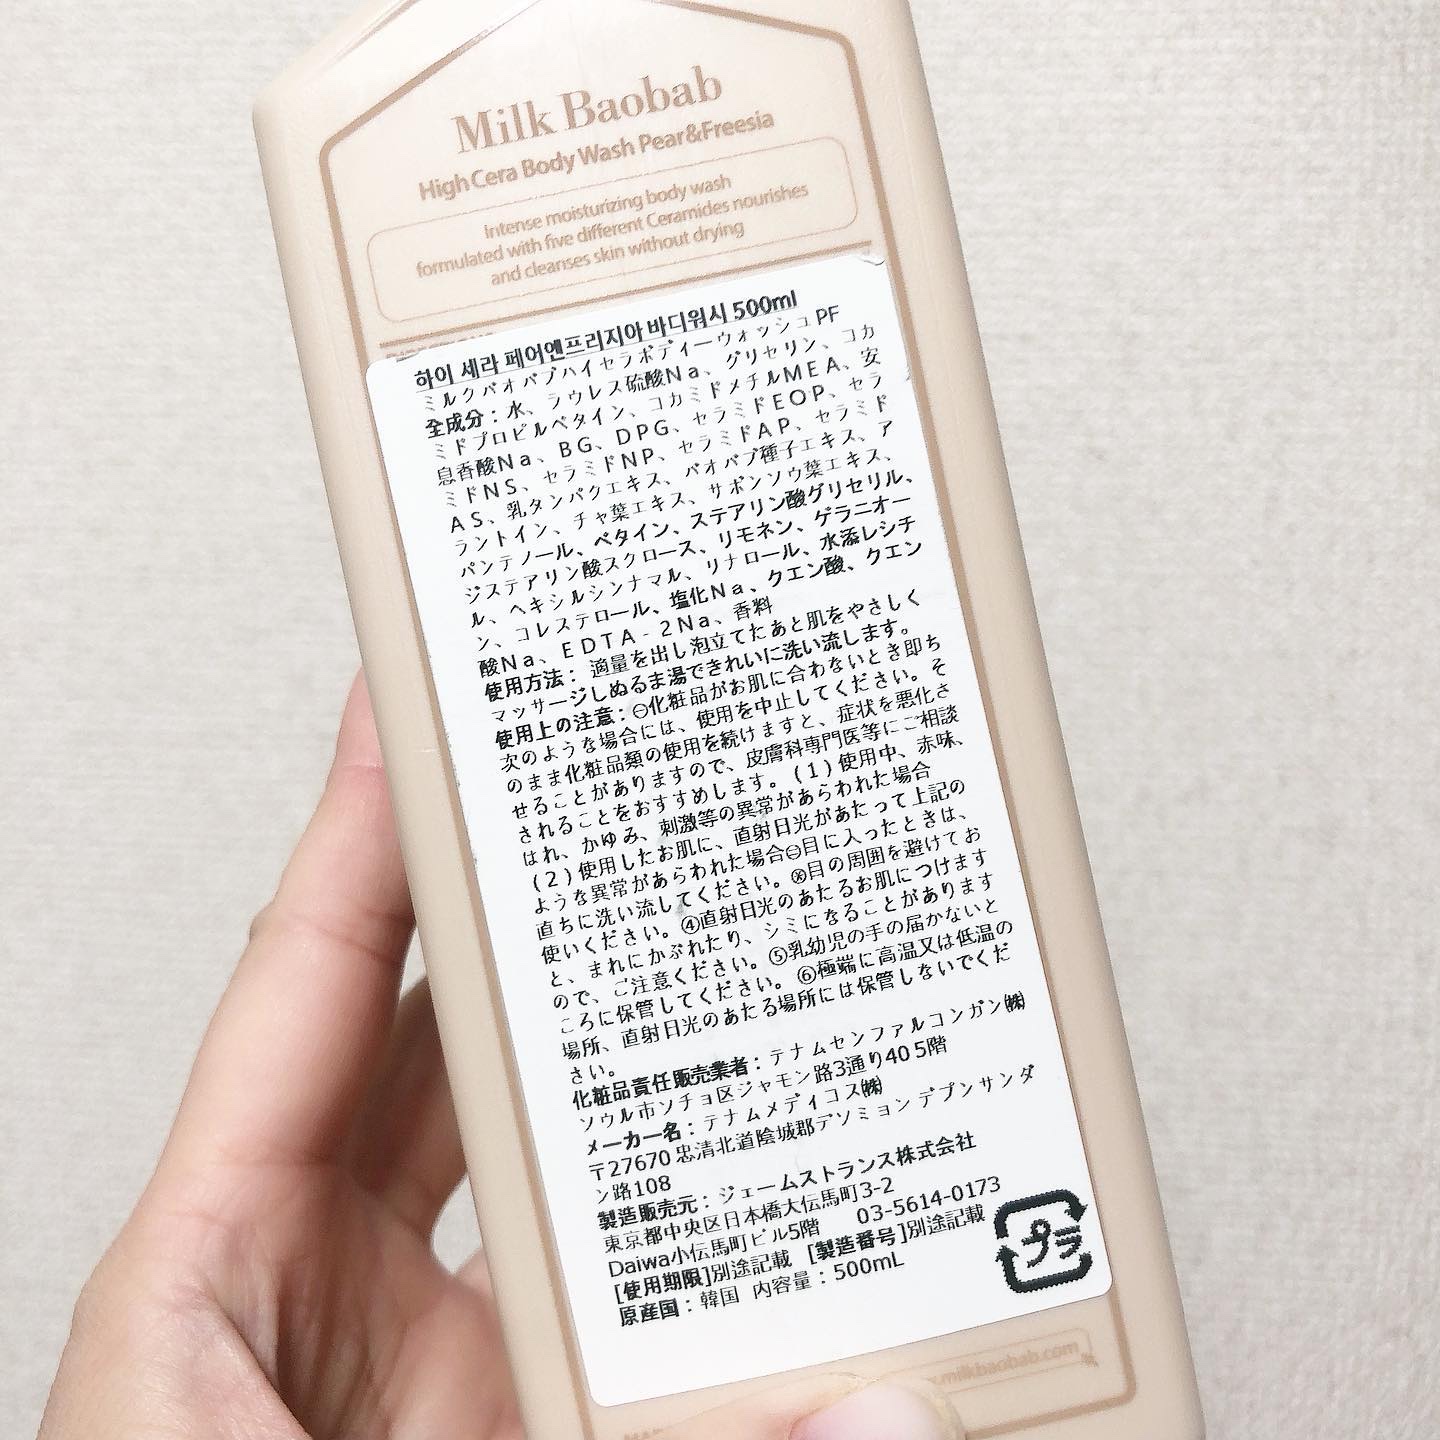 Milk Baobab
High Cera Body Wash Pear&Freesia
Intense moisturizing body wash
formulated with five different Ceramides nourishes
and cleanses skin without drying
하이 세라 페어앤프리지아 바디워시 500ml
ミルクバオバブハイセラボディーウォッシュPF
全成分：水、ラウレス硫酸Na、グリセリン、コカ
ミドプロピルベタイン、コカミドメチルMEA、安
息香酸Na、BG、DPG、セラミドEOP、セラ
ミドNS、セラミドNP、セラミドAP、セラミド
AS、乳タンパクエキス、バオバブ種子エキス、ア
ラントイン、チャ葉エキス、サボンソウ葉エキス、
パンテノール、ベタイン、ステアリン酸グリセリル、
ジステアリン酸スクロース、リモネン、ゲラニオー
ル、ヘキシルシンナマル、リナロール、水添レシチ
ン、コレステロール、塩化Na、クエン酸、クエン
酸Na、EDTA-2Na、香料
使用方法：適量を出し泡立てたあと肌をやさしく
マッサージしぬるま湯できれいに洗い流します。
使用上の注意：㊀化粧品がお肌に合わないとき即ち
次のような場合には、使用を中止してください。そ
のまま化粧品類の使用を続けますと、症状を悪化さ
せることがありますので、皮膚科専門医等にご相談
されることをおすすめします。(1)使用中、赤味、
はれ、かゆみ、刺激等の異常があらわれた場合
(2)使用したお肌に、直射日光があたって上記の
ような異常があらわれた場合㊁目に入ったときは、
直ちに洗い流してください。目の周囲を避けてお
使いください。④直射日光のあたるお肌につけます
と、まれにかぶれたり、シミになることがあります
ので、ご注意ください。⑤乳幼児の手の届かないと
ころに保管してください。⑥極端に高温又は低温の
場所、直射日光のあたる場所には保管しないでくだ
さい。
化粧品責任販売業者：テナムセンファルコンガン㈱
ソウル市ソチョ区ジャモン路3通り40 5階
メーカー名：テナムメディコス㈱
〒27670 忠清北道陰城郡デソミョン デプンサンダ
ン路108
製造販売元：ジェームストランス株式会社
東京都中央区日本橋大伝馬町3-2
Daiwa小伝馬町ビル5階 03-5614-0173
[使用期限]別途記載 [製造番号]別途記載
原産国：韓国 内容量：500mL
プラ
milkbaobab.com